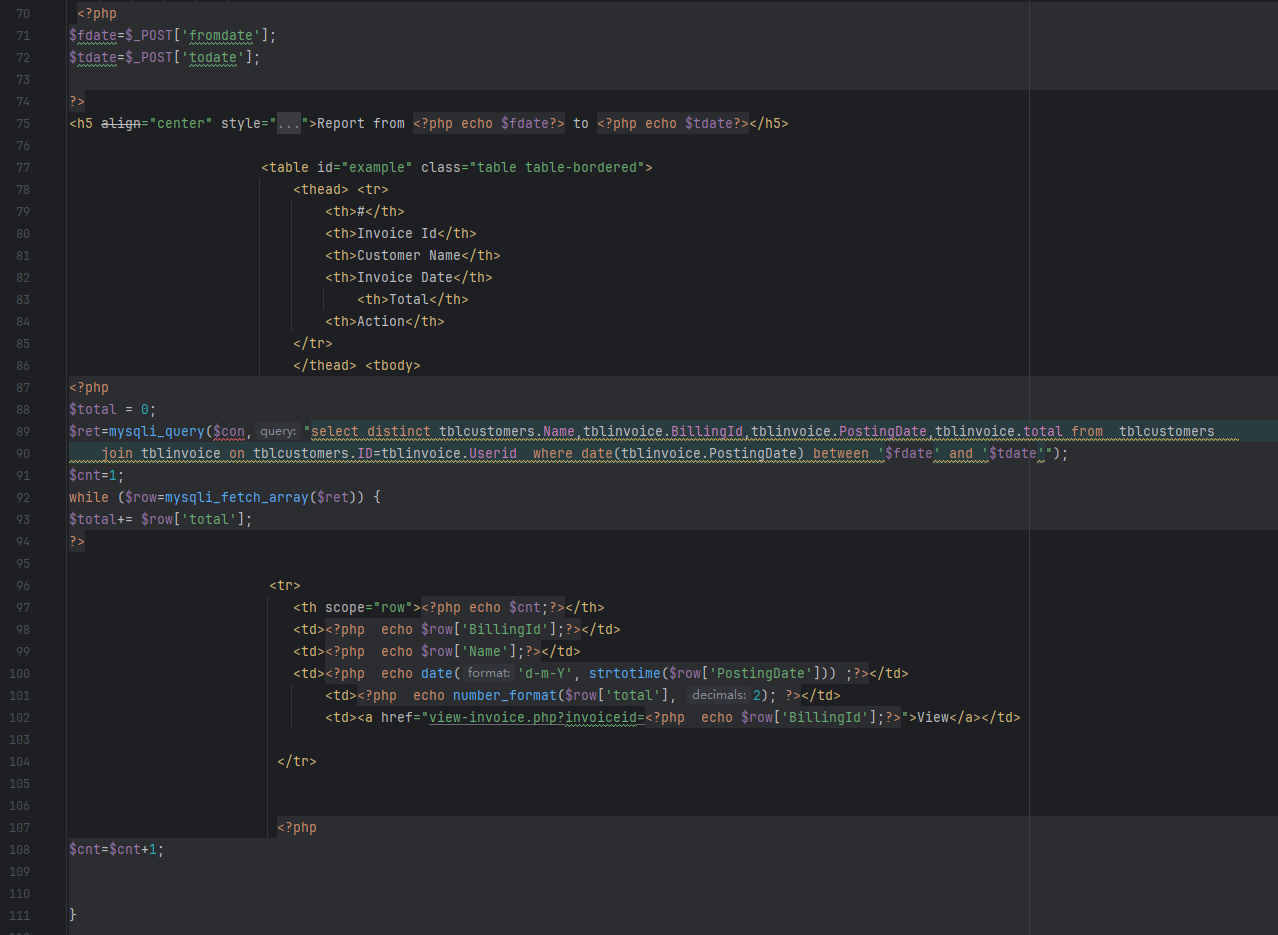 70 <?php
71 $fdate=$_POST['fromdate'];
72 $tdate=$_POST['todate'];
73
74 ?>
75 <h5 align="center" style="...">Report from <?php echo $fdate?> to <?php echo $tdate?></h5>
76
77 <table id="example" class="table table-bordered">
78 <thead> <tr>
79 <th>#</th>
80 <th>Invoice Id</th>
81 <th>Customer Name</th>
82 <th>Invoice Date</th>
83 <th>Total</th>
84 <th>Action</th>
85 </tr>
86 </thead> <tbody>
87 <?php
88 $total = 0;
89 $ret=mysqli_query($con, query: "select distinct tblcustomers.Name,tblinvoice.BillingId,tblinvoice.PostingDate,tblinvoice.total from  tblcustomers
90 join tblinvoice on tblcustomers.ID=tblinvoice.Userid  where date(tblinvoice.PostingDate) between '$fdate' and '$tdate'");
91 $cnt=1;
92 while ($row=mysqli_fetch_array($ret)) {
93 $total+= $row['total'];
94 ?>
95
96 <tr>
97 <th scope="row"><?php echo $cnt;?></th>
98 <td><?php  echo $row['BillingId'];?></td>
99 <td><?php  echo $row['Name'];?></td>
100 <td><?php  echo date( format: 'd-m-Y', strtotime($row['PostingDate'])) ;?></td>
101 <td><?php  echo number_format($row['total'], decimals: 2); ?></td>
102 <td><a href="view-invoice.php?invoiceid=<?php  echo $row['BillingId'];?>">View</a></td>
103
104 </tr>
105
106
107 <?php
108 $cnt=$cnt+1;
109
110
111 }